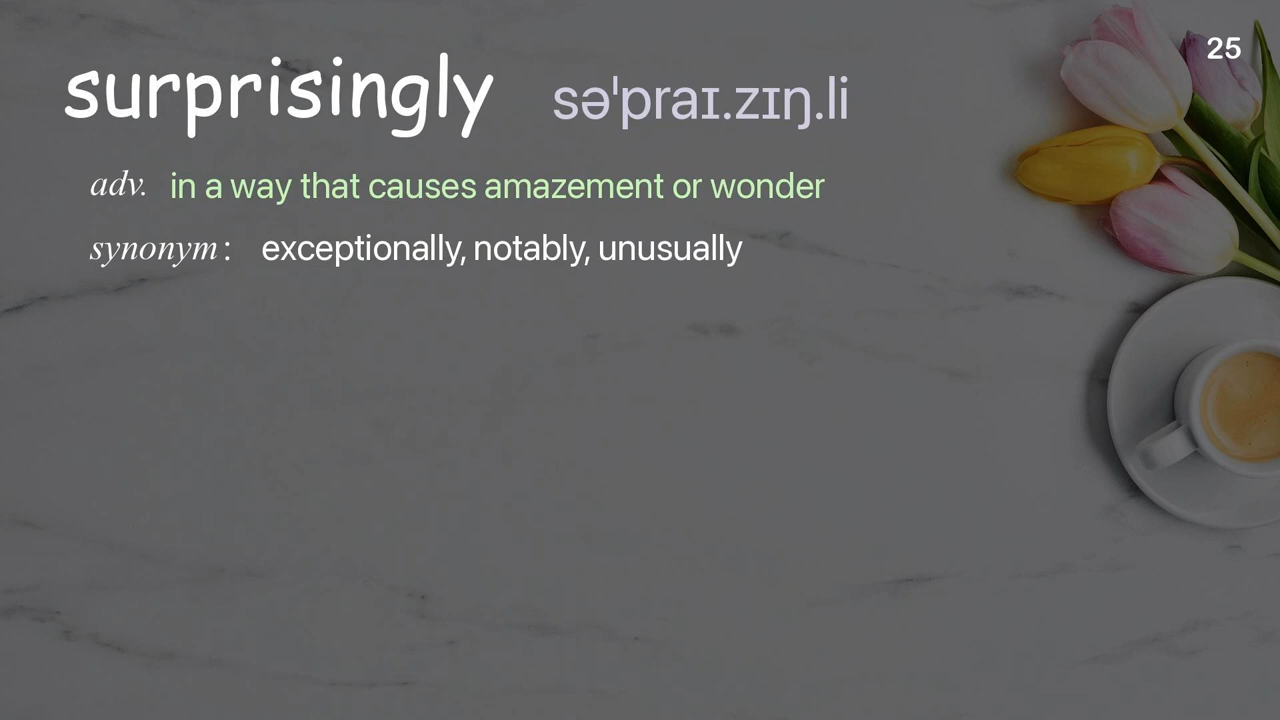 25
surprisingly səˈpraɪ.zɪŋ.li
adv. in a way that causes amazement or wonder
synonym : exceptionally, notably, unusually